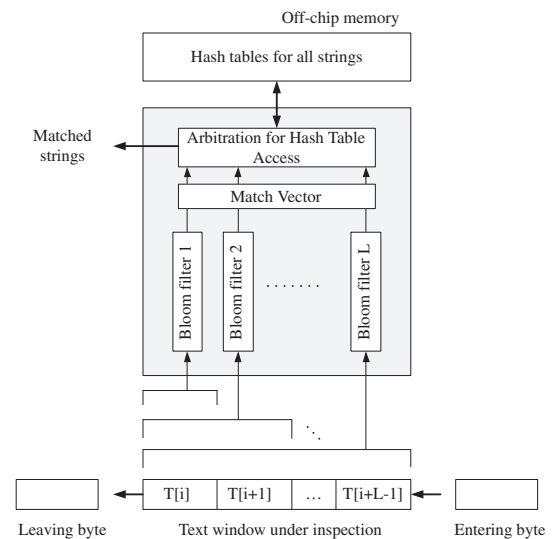 Off-chip memory
Hash tables for all strings
Matched
strings
Arbitration for Hash Table
Access
Match Vector
Bloom filter 1
Bloom filter 2
. . . . . . .
Bloom filter L
T[i]
T[i+1]
...
T[i+L-1]
Leaving byte
Text window under inspection
Entering byte